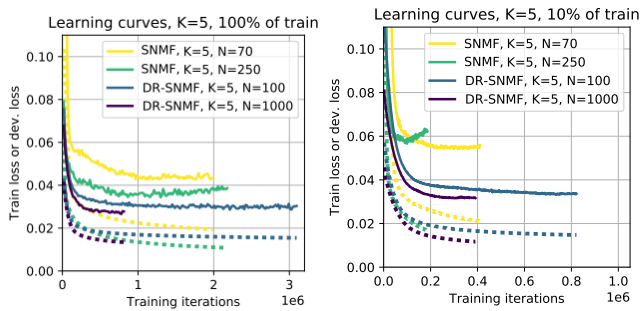 Learning curves, K=5, 100% of train
Train loss or dev. loss
0.10
0.08
0.06
0.04
0.02
0.00
SNMF, K=5, N=70
SNMF, K=5, N=250
DR-SNMF, K=5, N=100
DR-SNMF, K=5, N=1000
0
1
2
3
1e6
Training iterations
Learning curves, K=5, 10% of train
Train loss or dev. loss
0.10
0.08
0.06
0.04
0.02
0.00
SNMF, K=5, N=70
SNMF, K=5, N=250
DR-SNMF, K=5, N=100
DR-SNMF, K=5, N=1000
0.0
0.2
0.4
0.6
0.8
1.0
1e6
Training iterations